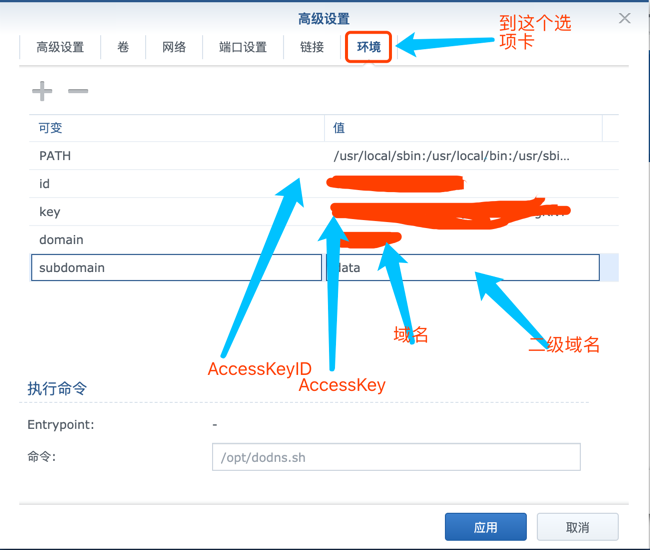 高级设置
到这个选
项卡
高级设置 卷 网络 端口设置 链接 环境
可变 值
PATH /usr/local/sbin:/usr/local/bin:/usr/sbi...
id
key
domain
subdomain data
域名
二级域名
AccessKeyID
AccessKey
执行命令
Entrypoint: -
命令: /opt/dodns.sh
应用 取消